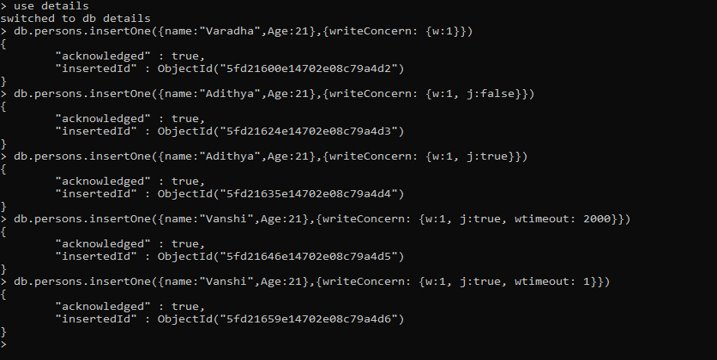 > use details
switched to db details
> db.persons.insertOne({name:"Varadha",Age:21},{writeConcern: {w:1}})
{
        "acknowledged" : true,
        "insertedId" : ObjectId("5fd21600e14702e08c79a4d2")
}
> db.persons.insertOne({name:"Adithya",Age:21},{writeConcern: {w:1, j:false}})
{
        "acknowledged" : true,
        "insertedId" : ObjectId("5fd21624e14702e08c79a4d3")
}
> db.persons.insertOne({name:"Adithya",Age:21},{writeConcern: {w:1, j:true}})
{
        "acknowledged" : true,
        "insertedId" : ObjectId("5fd21635e14702e08c79a4d4")
}
> db.persons.insertOne({name:"Vanshi",Age:21},{writeConcern: {w:1, j:true, wtimeout: 2000}})
{
        "acknowledged" : true,
        "insertedId" : ObjectId("5fd21646e14702e08c79a4d5")
}
> db.persons.insertOne({name:"Vanshi",Age:21},{writeConcern: {w:1, j:true, wtimeout: 1}})
{
        "acknowledged" : true,
        "insertedId" : ObjectId("5fd21659e14702e08c79a4d6")
}
>